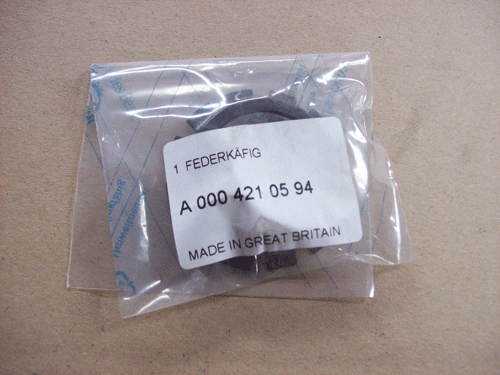 1 FEDERKÄFIG
A 000 421 05 94
MADE IN GREAT BRITAIN